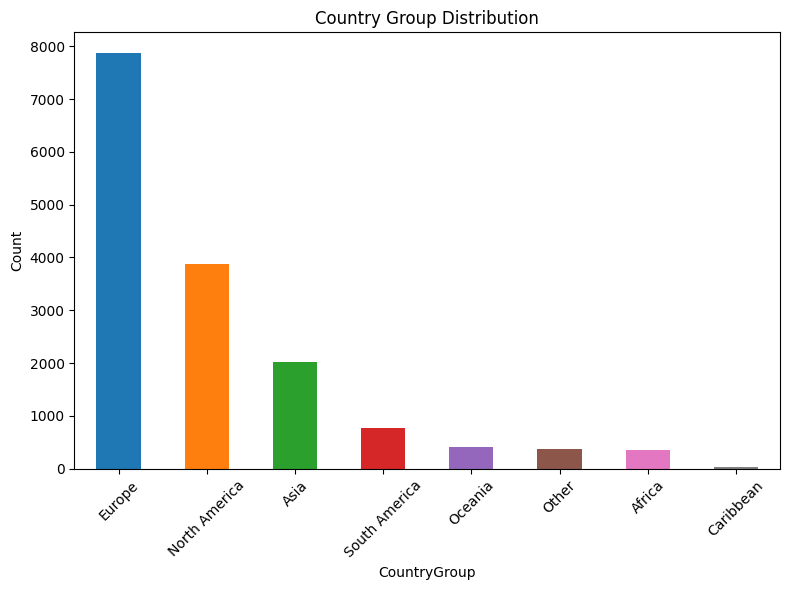 Country Group Distribution
8000
7000
6000
5000
4000
3000
2000
1000
0
Count
Europe
North America
Asia
South America
Oceania
Other
Africa
Caribbean
CountryGroup